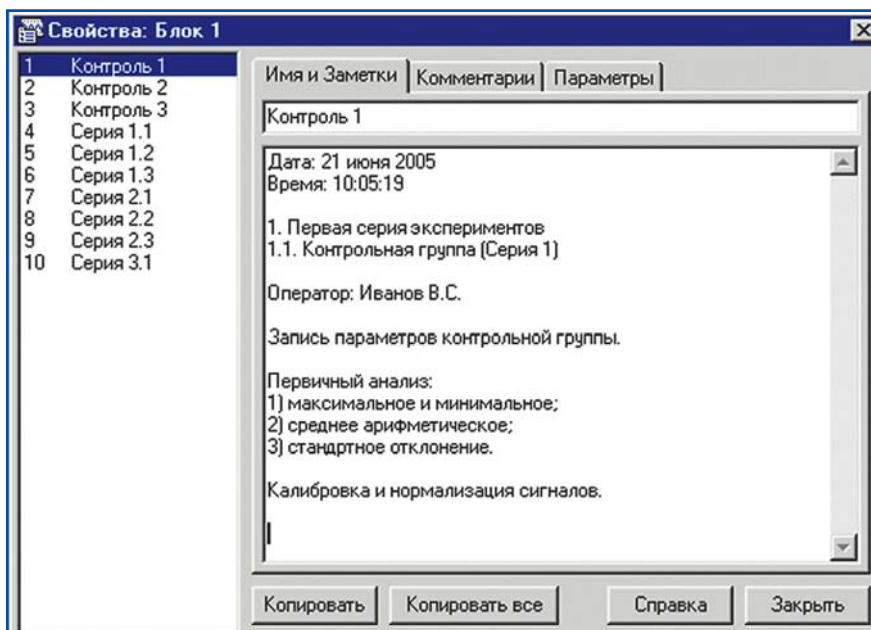 Свойства: Блок 1
1 Контроль 1
2 Контроль 2
3 Контроль 3
4 Серия 1.1
5 Серия 1.2
6 Серия 1.3
7 Серия 2.1
8 Серия 2.2
9 Серия 2.3
10 Серия 3.1
Имя и Заметки Комментарии Параметры
Контроль 1
Дата: 21 июня 2005
Время: 10:05:19
1. Первая серия экспериментов
1.1. Контрольная группа (Серия 1)
Оператор: Иванов В.С.
Запись параметров контрольной группы.
Первичный анализ:
1) максимальное и минимальное;
2) среднее арифметическое;
3) стандртное отклонение.
Калибровка и нормализация сигналов.
Копировать Копировать все Справка Закрыть